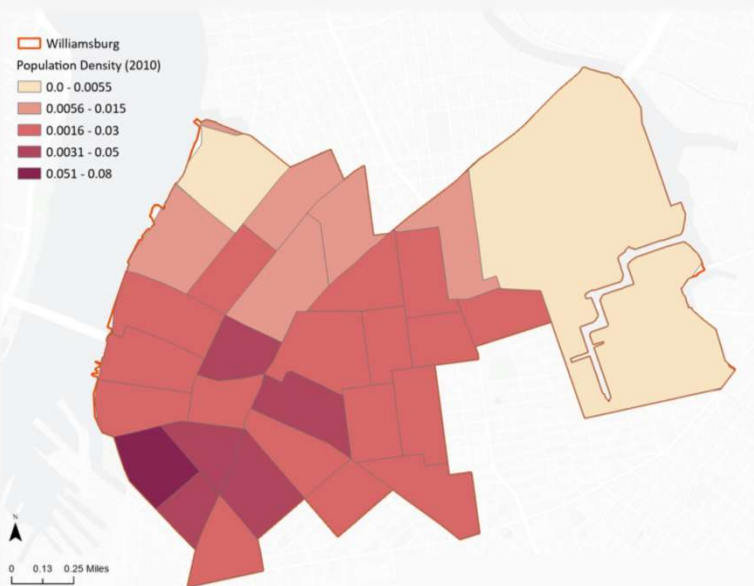 Williamsburg
Population Density (2010)
0.0 - 0.0055
0.0056 - 0.015
0.0016 - 0.03
0.0031 - 0.05
0.051 - 0.08
N
0 0.13 0.25 Miles